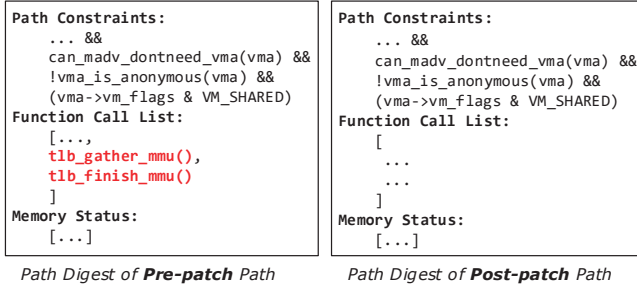 Path Constraints:
... &&
can_madv_dontneed_vma(vma) &&
!vma_is_anonymous(vma) &&
(vma->vm_flags & VM_SHARED)
Function Call List:
[...,
tlb_gather_mmu(),
tlb_finish_mmu()
]
Memory Status:
[...]
Path Digest of Pre-patch Path
Path Constraints:
... &&
can_madv_dontneed_vma(vma) &&
!vma_is_anonymous(vma) &&
(vma->vm_flags & VM_SHARED)
Function Call List:
[
...
...
]
Memory Status:
[...]
Path Digest of Post-patch Path